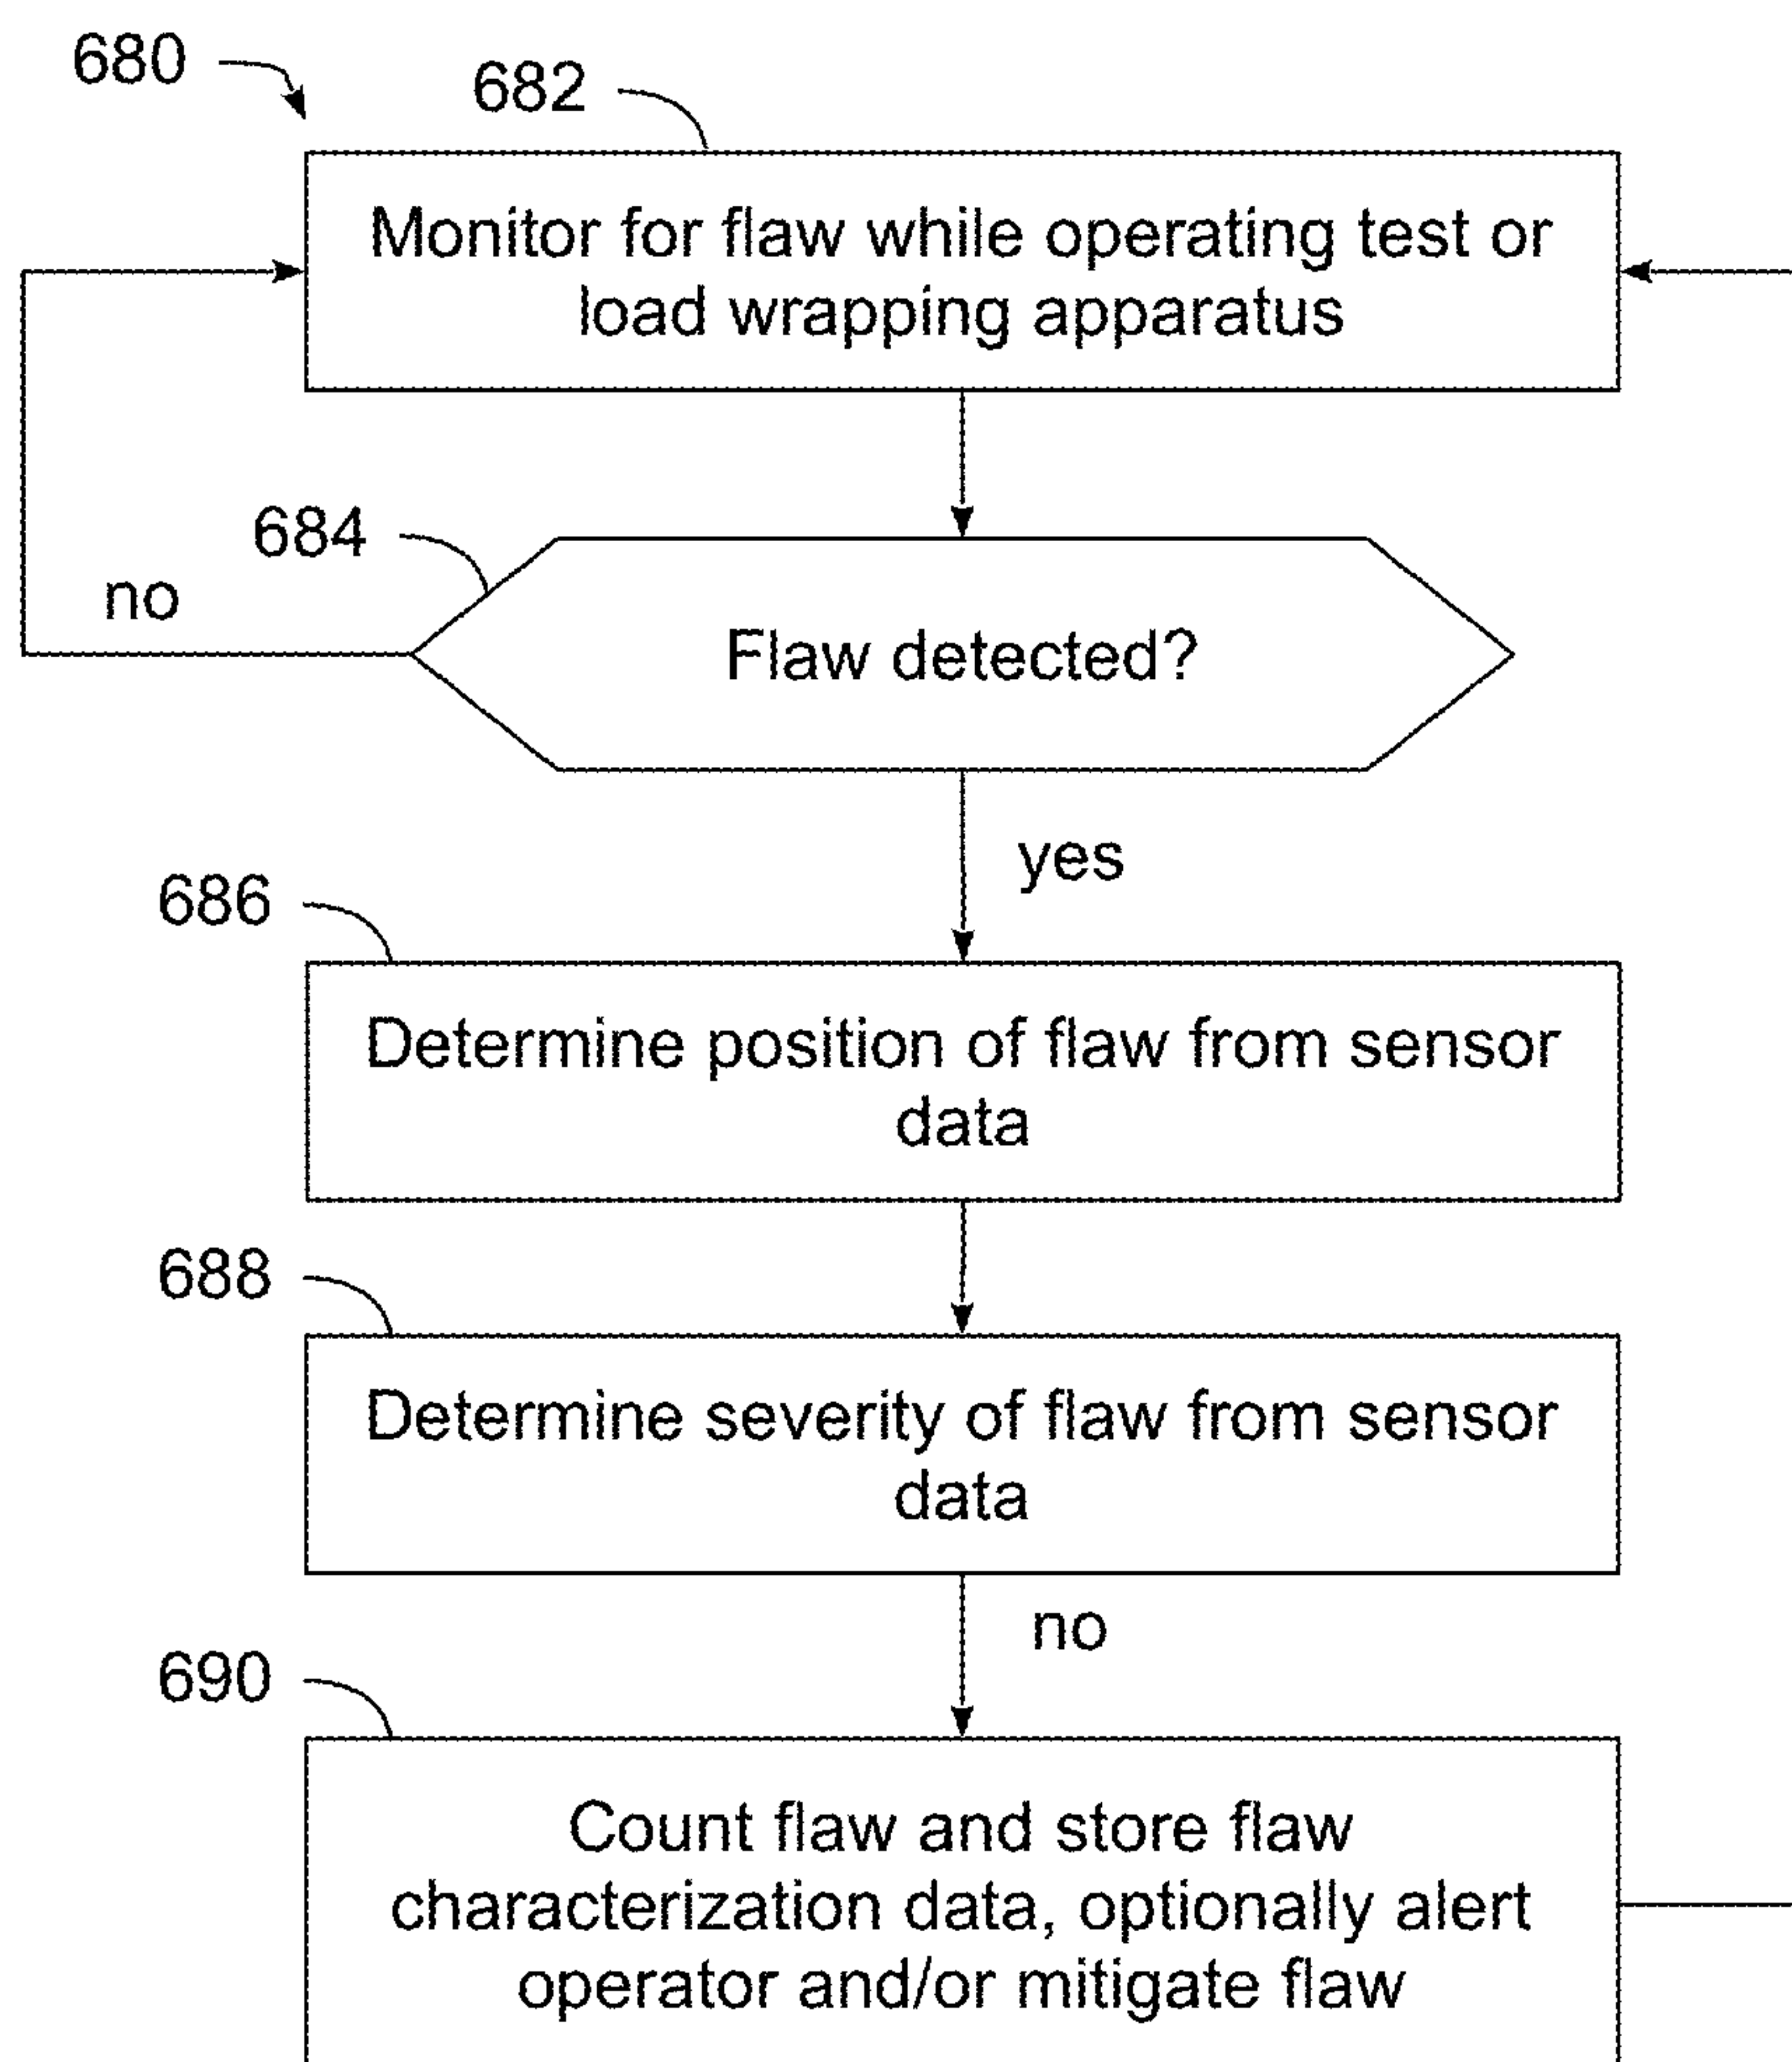 680
682
Monitor for flaw while operating test or
load wrapping apparatus
684
no
Flaw detected?
yes
686
Determine position of flaw from sensor
data
688
Determine severity of flaw from sensor
data
no
690
Count flaw and store flaw
characterization data, optionally alert
operator and/or mitigate flaw